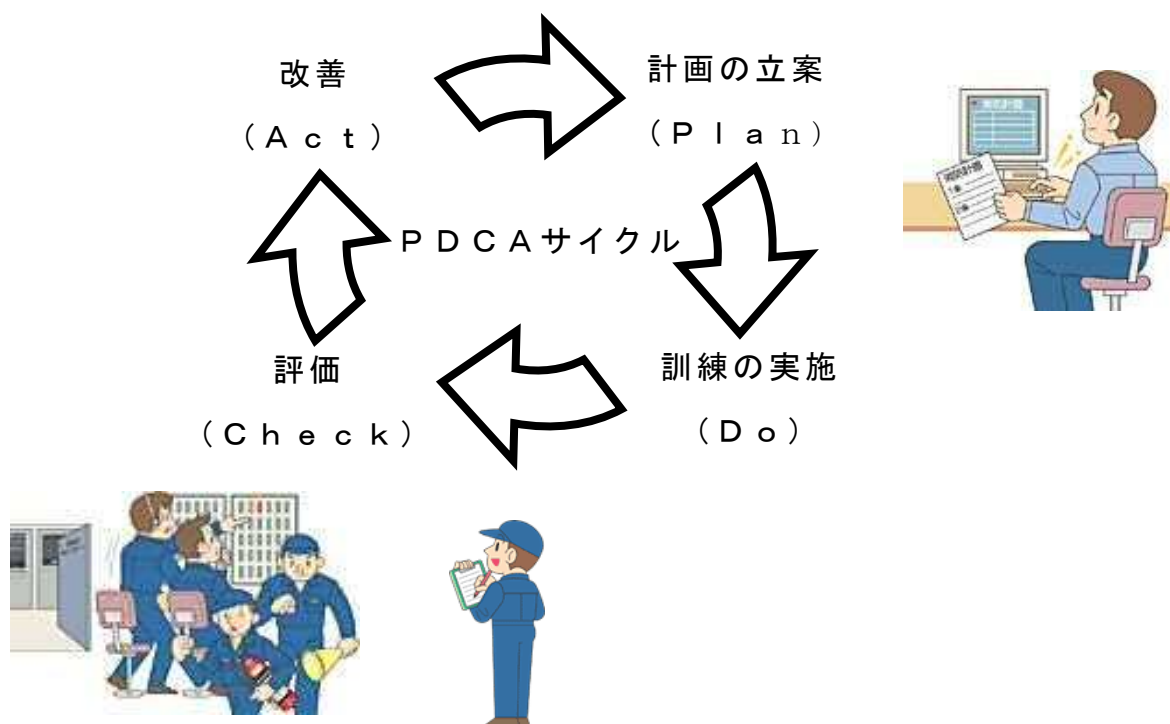 改善
(Ａｃｔ)
計画の立案
(Ｐｌａn)
ＰＤＣＡサイクル
評価
(Ｃｈｅｃｋ)
訓練の実施
(Ｄｏ)